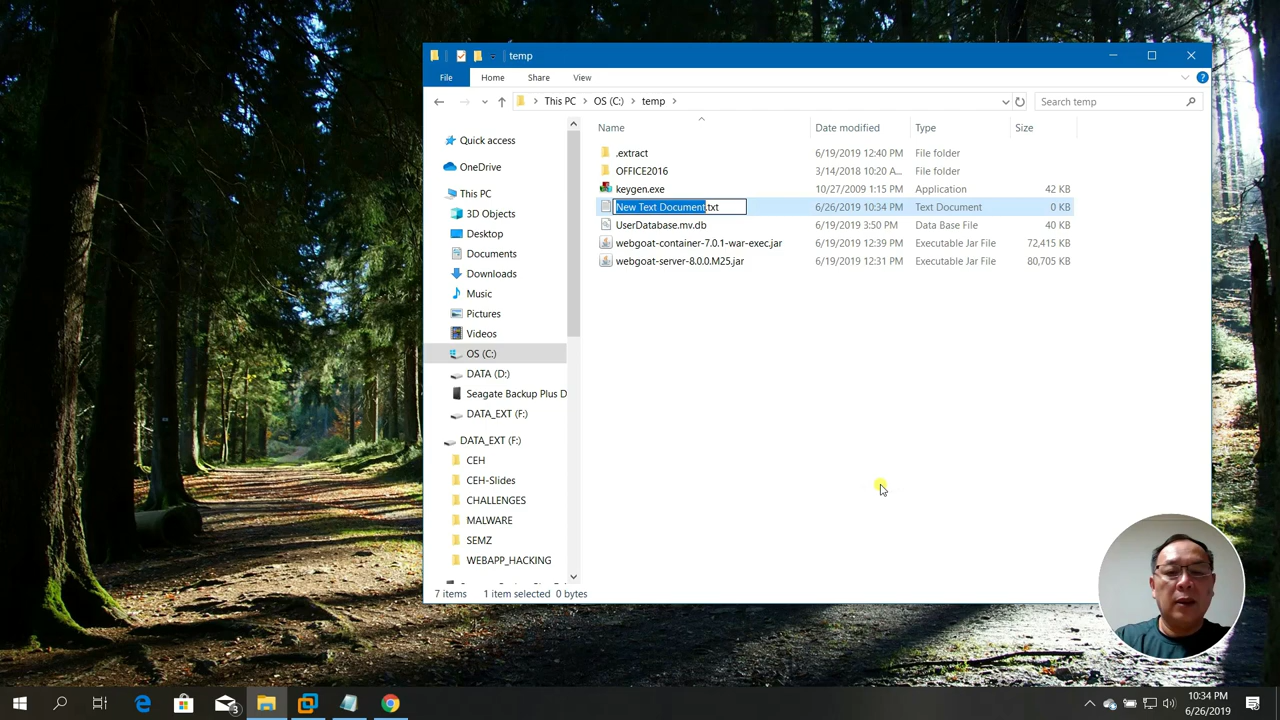 temp
File Home Share View
This PC OS (C:) temp Search temp
Name Date modified Type Size
.extract 6/19/2019 12:40 PM File folder
OFFICE2016 3/14/2018 10:20 A... File folder
keygen.exe 10/27/2009 1:15 PM Application 42 KB
New Text Document.txt 6/26/2019 10:34 PM Text Document 0 KB
UserDatabase.mv.db 6/19/2019 3:50 PM Data Base File 40 KB
webgoat-container-7.0.1-war-exec.jar 6/19/2019 12:39 PM Executable Jar File 72,415 KB
webgoat-server-8.0.0.M25.jar 6/19/2019 12:31 PM Executable Jar File 80,705 KB
Quick access
OneDrive
This PC
3D Objects
Desktop
Documents
Downloads
Music
Pictures
Videos
OS (C:)
DATA (D:)
Seagate Backup Plus D
DATA_EXT (F:)
DATA_EXT (F:)
CEH
CEH-Slides
CHALLENGES
MALWARE
SEMZ
WEBAPP_HACKING
7 items 1 item selected 0 bytes
3
10:34 PM
6/26/2019